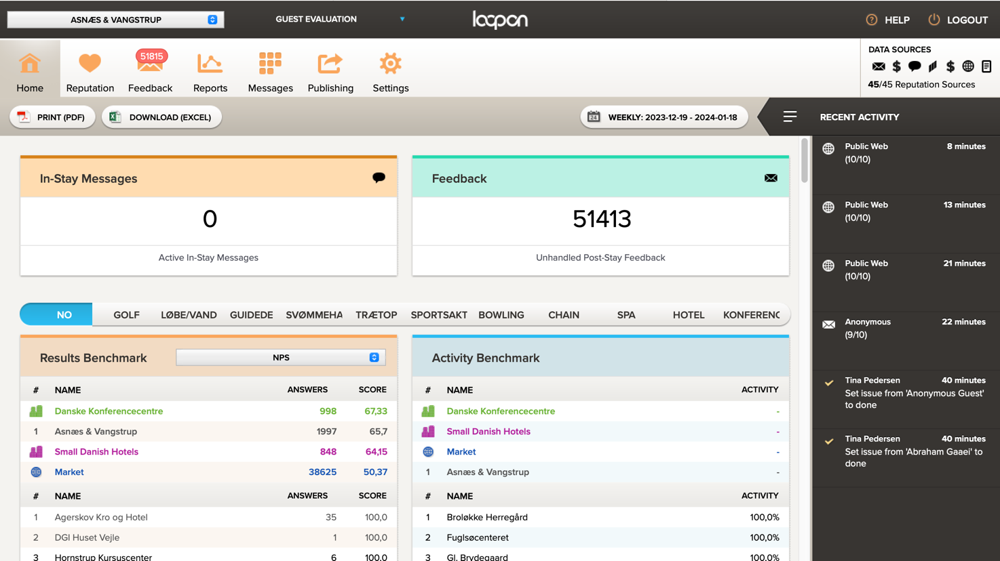 ASNÆS & VANGSTRUP
GUEST EVALUATION
loopon
? HELP
LOGOUT
Home
Reputation
51815
Feedback
Reports
Messages
Publishing
Settings
DATA SOURCES
$ $
45/45 Reputation Sources
PRINT (PDF)
DOWNLOAD (EXCEL)
24 WEEKLY: 2023-12-19 - 2024-01-18
RECENT ACTIVITY
In-Stay Messages
0
Active In-Stay Messages
Feedback
51413
Unhandled Post-Stay Feedback
NO GOLF LØBE/VAND GUIDEDE SVØMMEHA TRÆTOP SPORTSAKT BOWLING CHAIN SPA HOTEL KONFERENC
Results Benchmark
NPS
# NAME ANSWERS SCORE
Danske Konferencecentre 998 67,33
1 Asnæs & Vangstrup 1997 65,7
Small Danish Hotels 848 64,15
Market 38625 50,37
# NAME ANSWERS SCORE
1 Agerskov Kro og Hotel 35 100,0
2 DGI Huset Vejle 1 100,0
3 Hornstrup Kursuscenter 6 100,0
Activity Benchmark
# NAME ACTIVITY
Danske Konferencecentre -
Small Danish Hotels -
Market -
1 Asnæs & Vangstrup -
# NAME ACTIVITY
1 Broløkke Herregård 100,0%
2 Fuglsøcenteret 100,0%
3 Gl. Brydegaard 100,0%
Public Web 8 minutes
(10/10)
Public Web 13 minutes
(10/10)
Public Web 21 minutes
(10/10)
Anonymous 22 minutes
(9/10)
Tina Pedersen 40 minutes
Set issue from 'Anonymous Guest'
to done
Tina Pedersen 40 minutes
Set issue from 'Abraham Gaaei' to
done